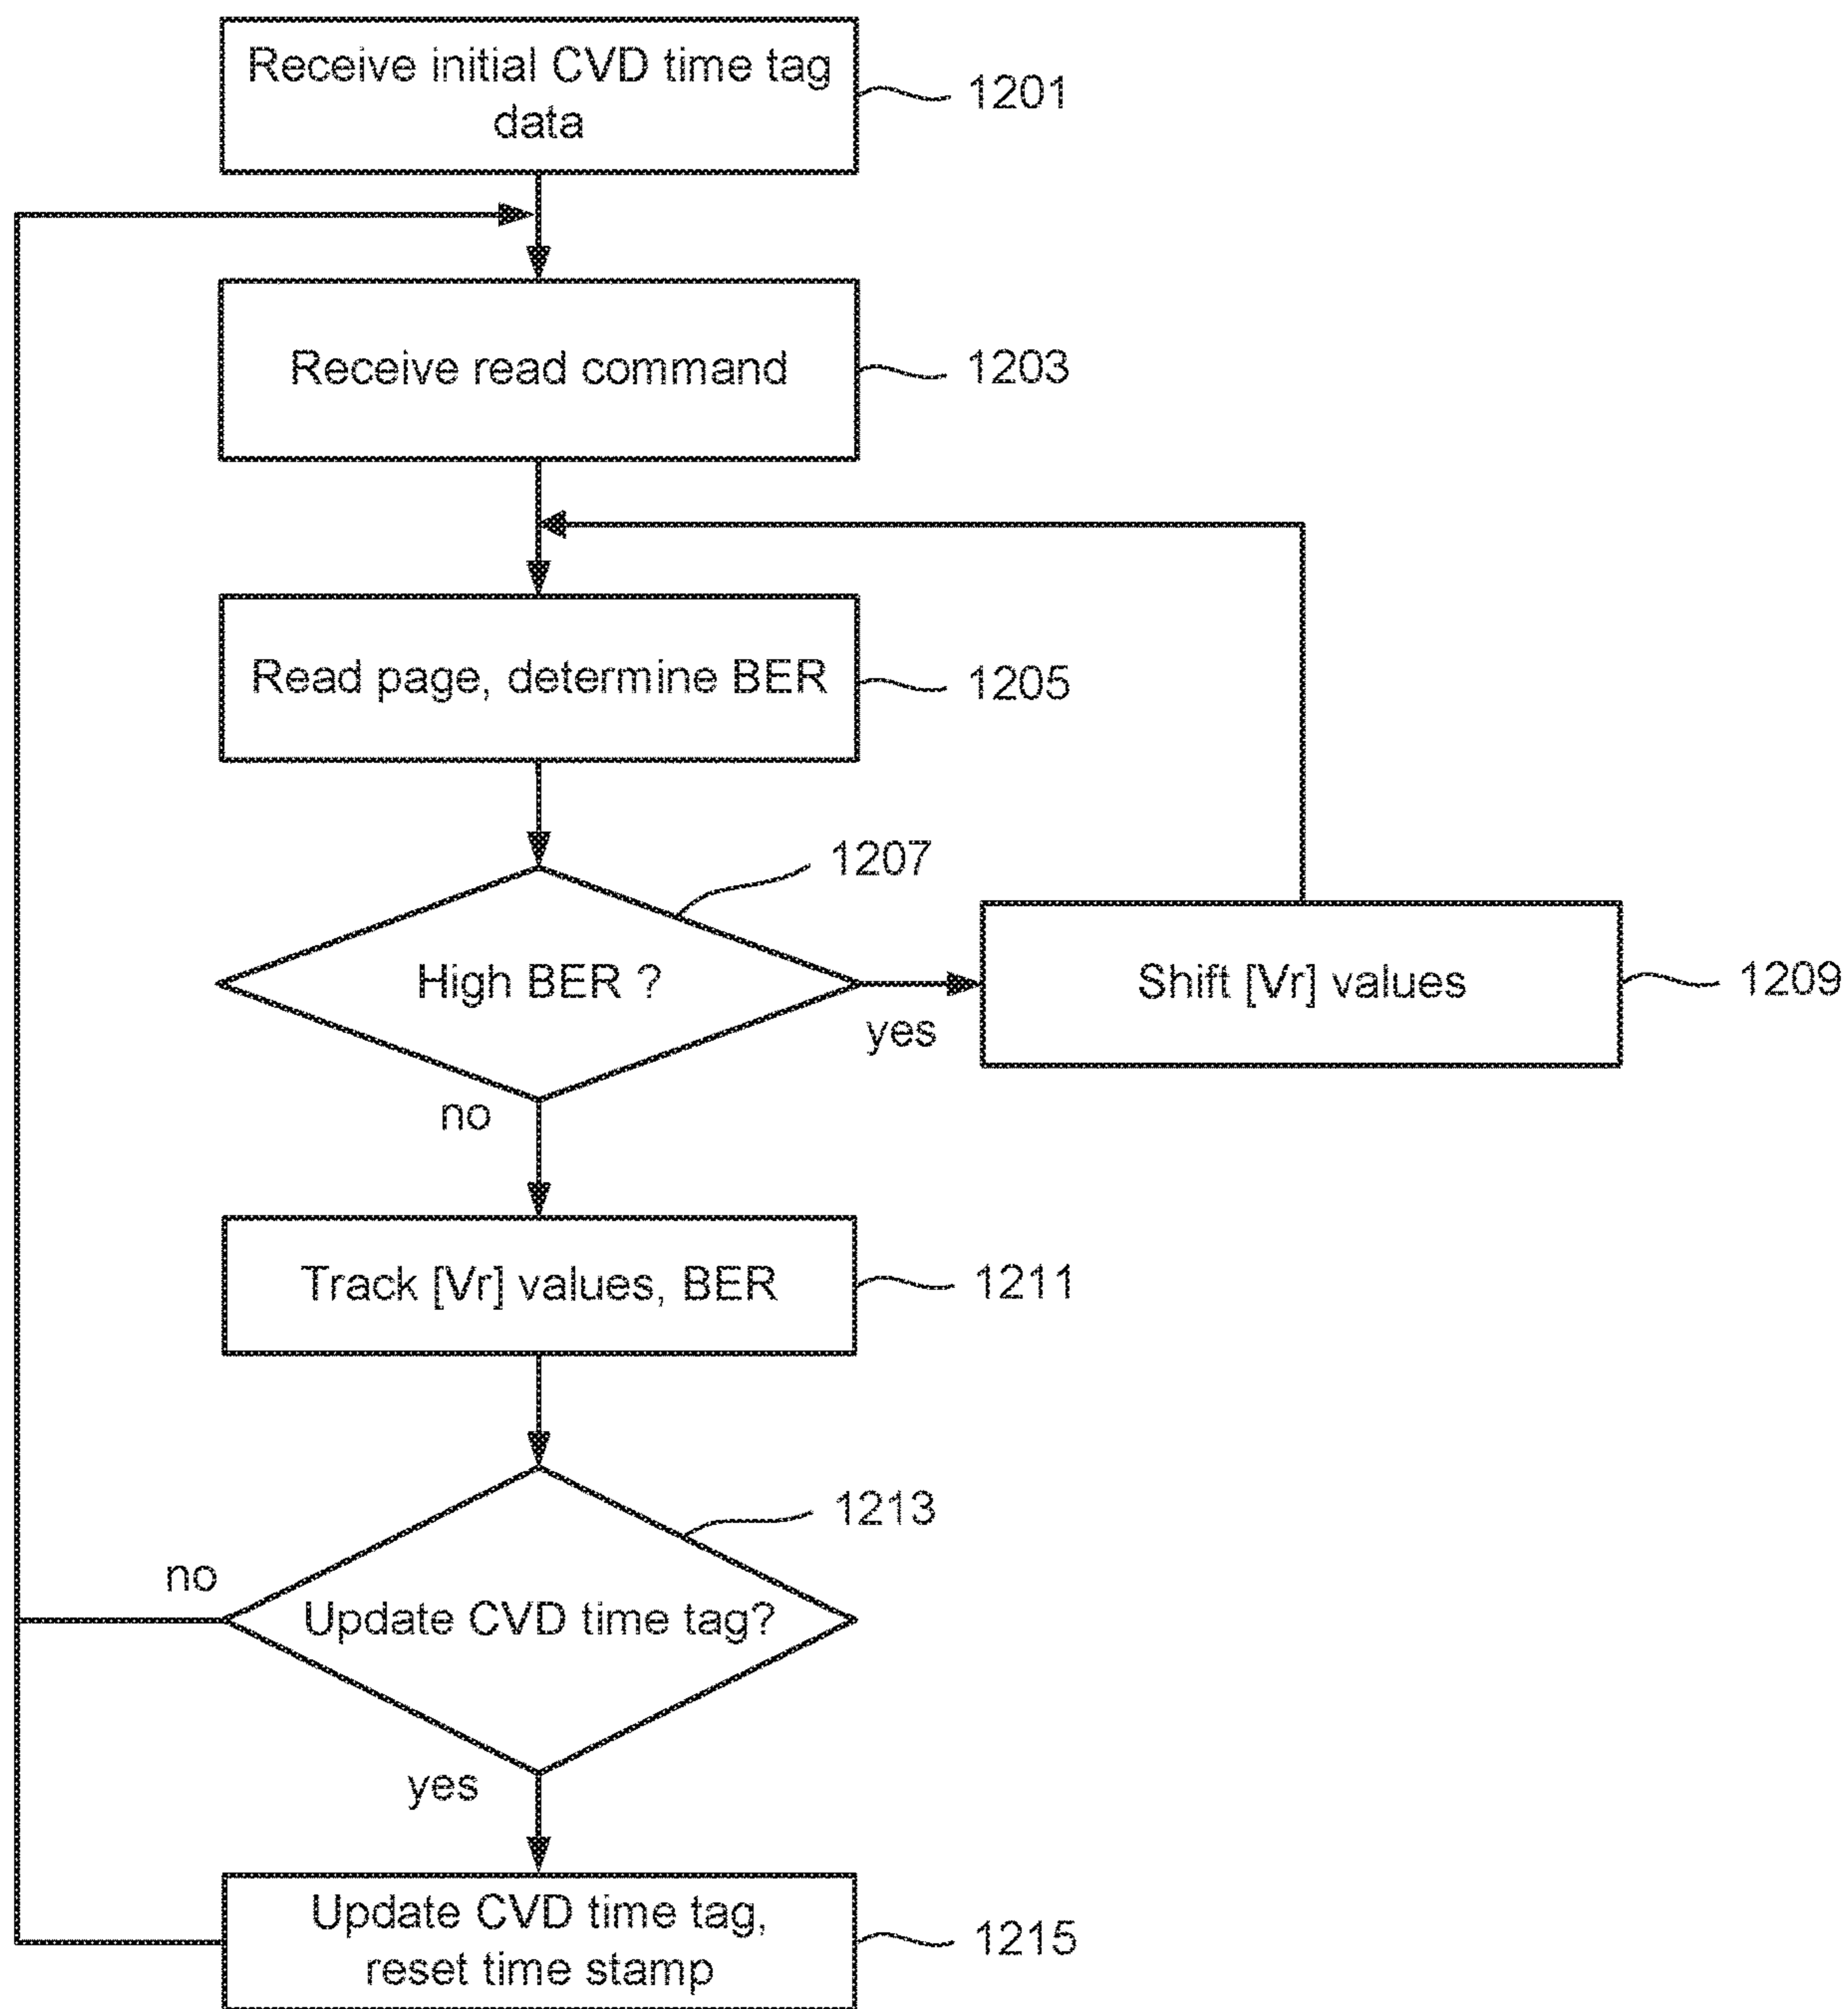 Receive initial CVD time tag
data
1201
Receive read command
1203
Read page, determine BER
1205
1207
High BER ?
yes
Shift [Vr] values
1209
no
Track [Vr] values, BER
1211
1213
no
Update CVD time tag?
yes
Update CVD time tag,
reset time stamp
1215